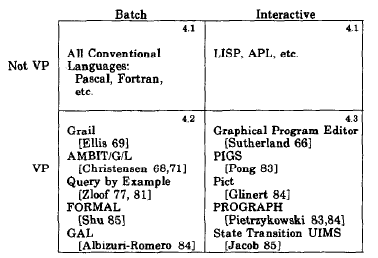 Batch Interactive
4.1 4.1
Not VP
All Conventional
Languages:
Pascal, Fortran,
etc.
LISP, APL, etc.
VP
4.2
Grail
[Ellis 69]
AMBIT/G/L
[Christensen 68,71]
Query by Example
[Zloof 77, 81]
FORMAL
[Shu 85]
GAL
[Albizuri-Romero 84]
4.3
Graphical Program Editor
[Sutherland 66]
PIGS
[Pong 83]
Pict
[Glinert 84]
PROGRAPH
[Pietrzykowski 83,84]
State Transition UIMS
[Jacob 85]